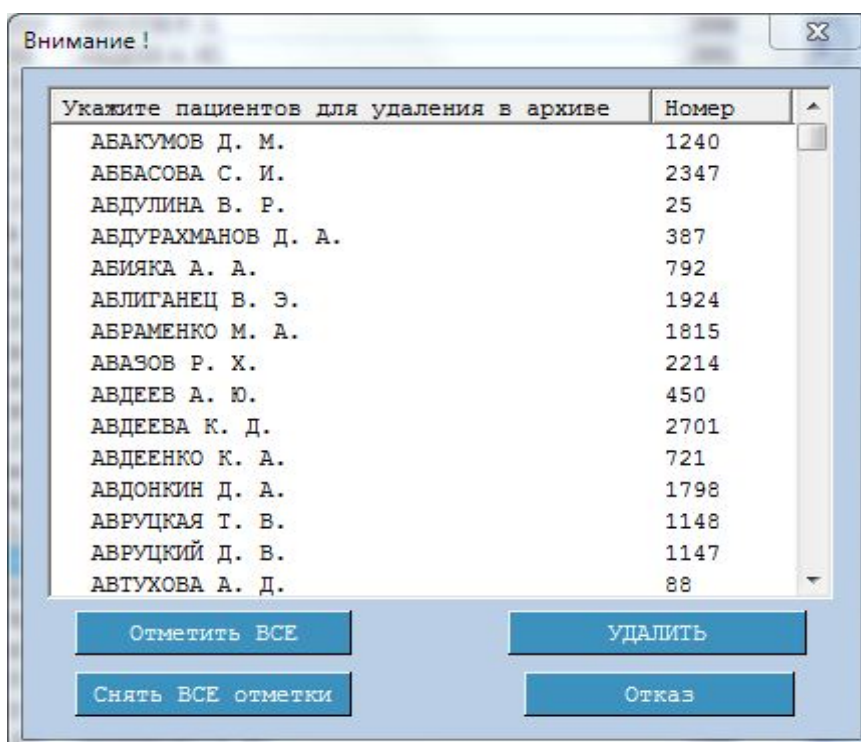 Внимание !
Укажите пациентов для удаления в архиве Номер
АБАКУМОВ Д. М. 1240
АББАСОВА С. И. 2347
АБДУЛИНА В. Р. 25
АБДУРАХМАНОВ Д. А. 387
АБИЯКА А. А. 792
АБЛИГАНЕЦ В. Э. 1924
АБРАМЕНКО М. А. 1815
АВАЗОВ Р. Х. 2214
АВДЕЕВ А. Ю. 450
АВДЕЕВА К. Д. 2701
АВДЕЕНКО К. А. 721
АВДОНКИН Д. А. 1798
АВРУЦКАЯ Т. В. 1148
АВРУЦКИЙ Д. В. 1147
АВТУХОВА А. Д. 88
Отметить ВСЕ УДАЛИТЬ
Снять ВСЕ отметки Отказ